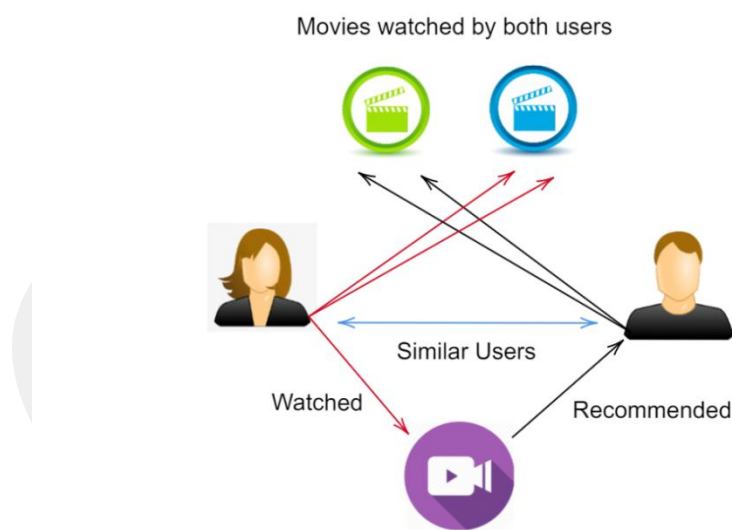 Movies watched by both users
Similar Users
Watched
Recommended